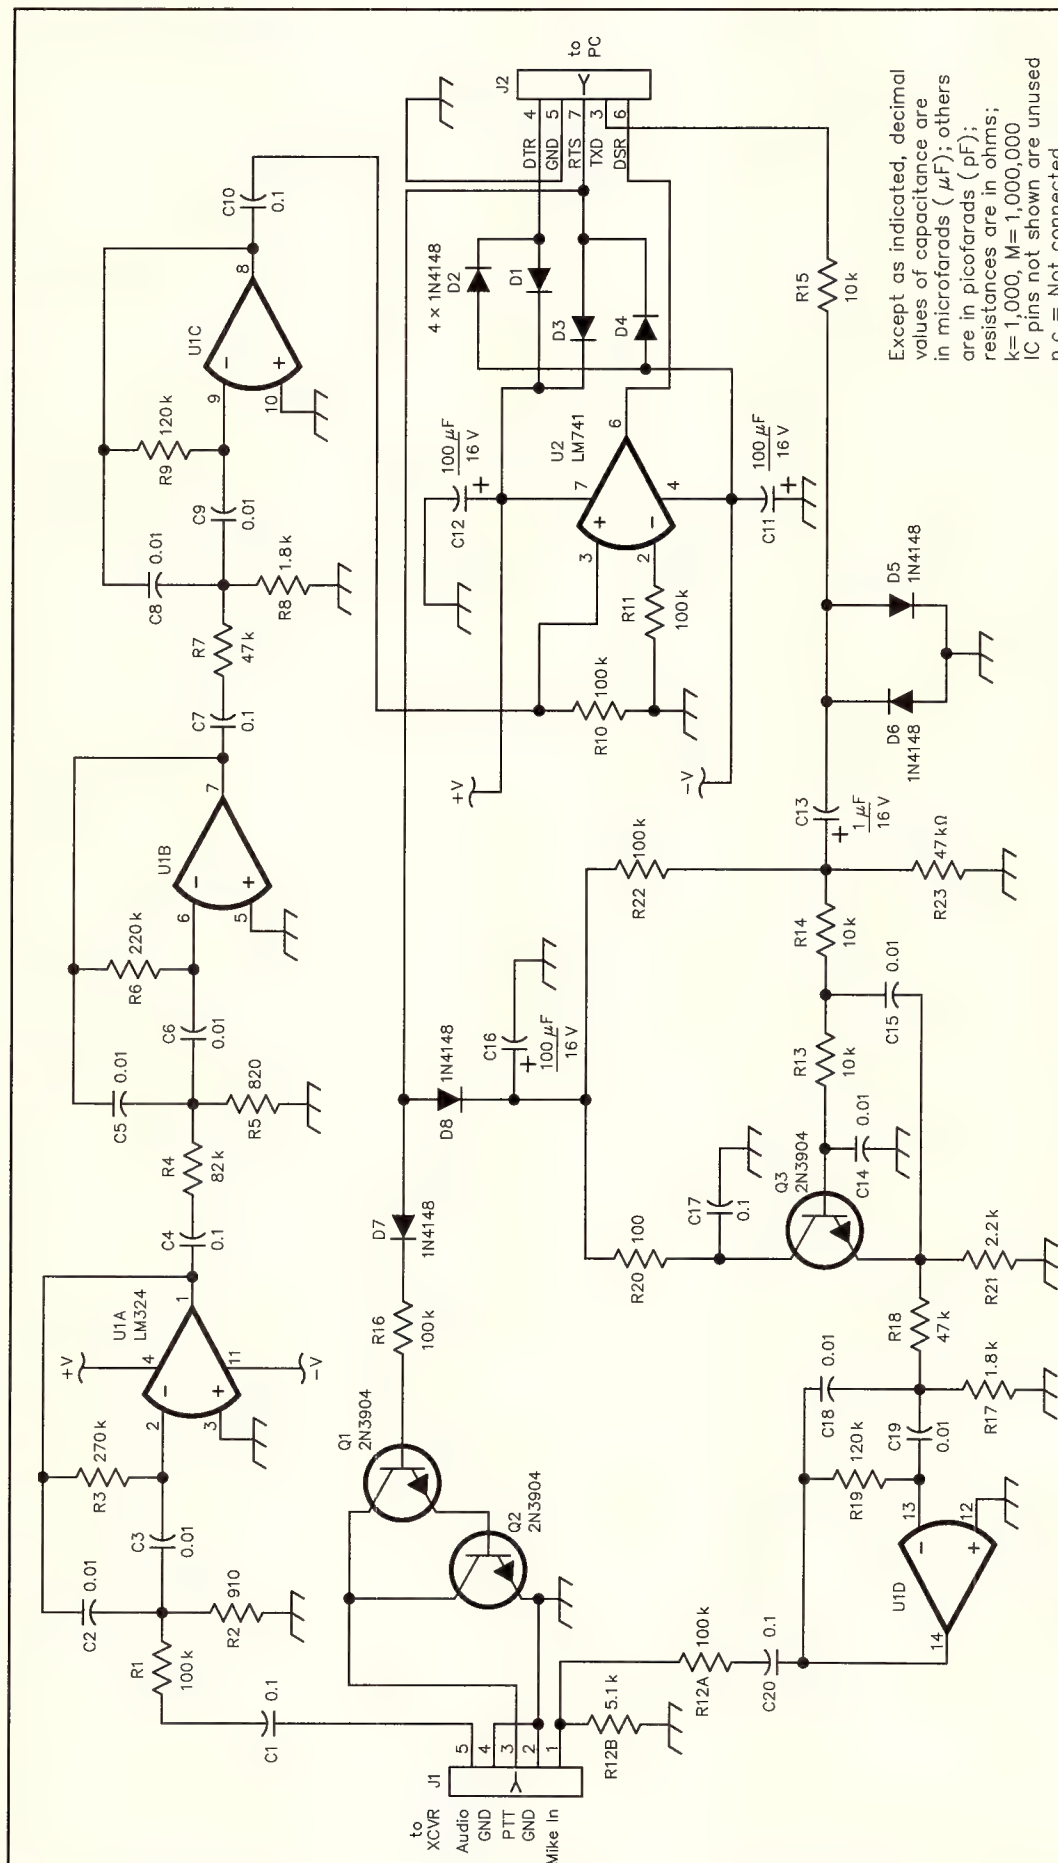 to
XCVR
J1
Audio
GND
PTT
GND
Mike In
5
4
3
2
1
C1
0.1
R1
100 k
C2
0.01
R2
910
C3
0.01
R3
270 k
+V
U1A
LM324
2
3
4
11
1
−
+
−V
C4
0.1
R4
82 k
C5
0.01
R5
820
C6
0.01
R6
220 k
U1B
6
5
7
−
+
C7
0.1
R7
47 k
C8
0.01
R8
1.8 k
C9
0.01
R9
120 k
U1C
9
10
8
−
+
C10
0.1
Q1
2N3904
Q2
2N3904
R16
100 k
D7
1N4148
D8
1N4148
C16
+
100 µF
16 V
+V
−V
R10
100 k
R11
100 k
C12
+
100 µF
16 V
U2
LM741
3
2
7
4
6
+
−
C11
+
100 µF
16 V
4 × 1N4148
D2
D1
D3
D4
DTR
GND
RTS
TXD
DSR
4
5
7
3
6
J2
to
PC
R12B
5.1 k
R12A
100 k
C20
0.1
U1D
14
13
12
−
+
R19
120 k
C18
0.01
C19
0.01
R17
1.8 k
R18
47 k
R21
2.2 k
R20
100
C17
0.1
Q3
2N3904
C14
0.01
R13
10 k
C15
0.01
R14
10 k
R22
100 k
R23
47 kΩ
C13
+
1 µF
16 V
D6
1N4148
D5
1N4148
R15
10 k
Except as indicated, decimal
values of capacitance are
in microfarads ( µF); others
are in picofarads ( pF);
resistances are in ohms;
k=1,000, M=1,000,000
IC pins not shown are unused
n.c.= Not connected